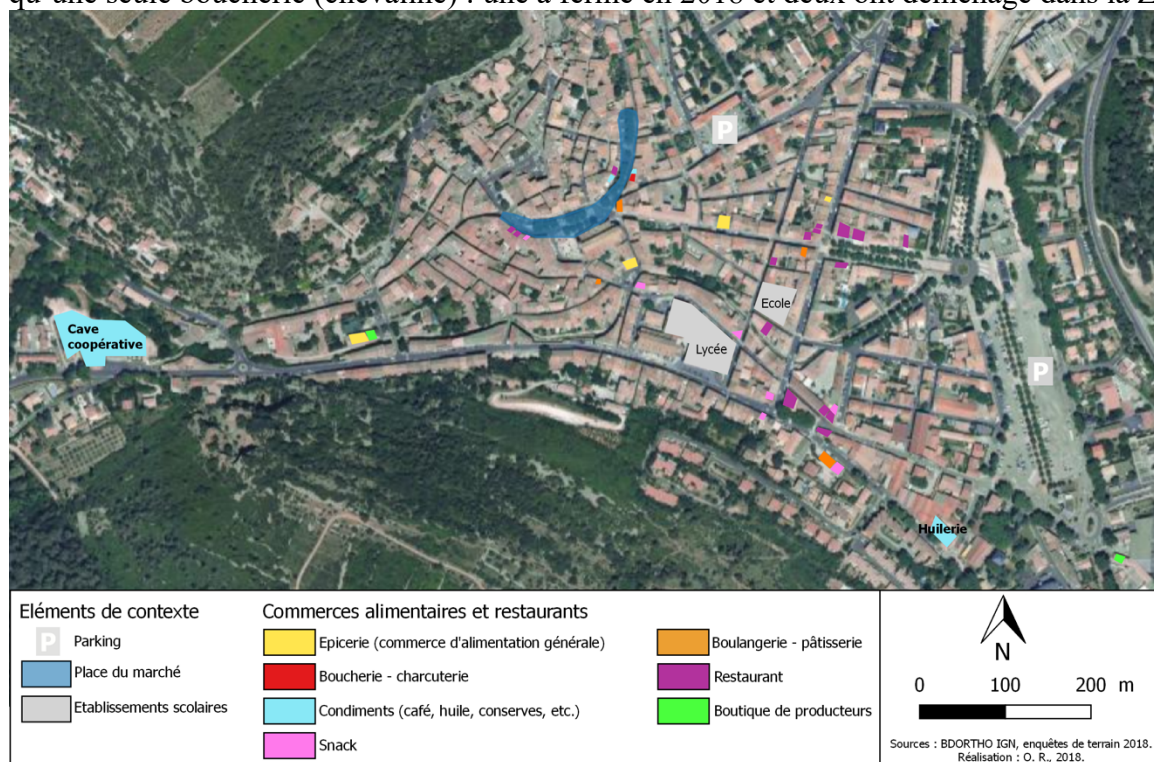 qu'une seule boucherie (chevaline) : une a fermé en 2018 et deux ont déménagé dans la
P
Ecole
Cave
coopérative
Lycée
P
Huilerie
Eléments de contexte
P Parking
Place du marché
Etablissements scolaires
Commerces alimentaires et restaurants
Epicerie (commerce d'alimentation générale)
Boucherie - charcuterie
Condiments (café, huile, conserves, etc.)
Snack
Boulangerie - pâtisserie
Restaurant
Boutique de producteurs
N
0 100 200 m
Sources : BDORTHO IGN, enquêtes de terrain 2018.
Réalisation : O. R., 2018.